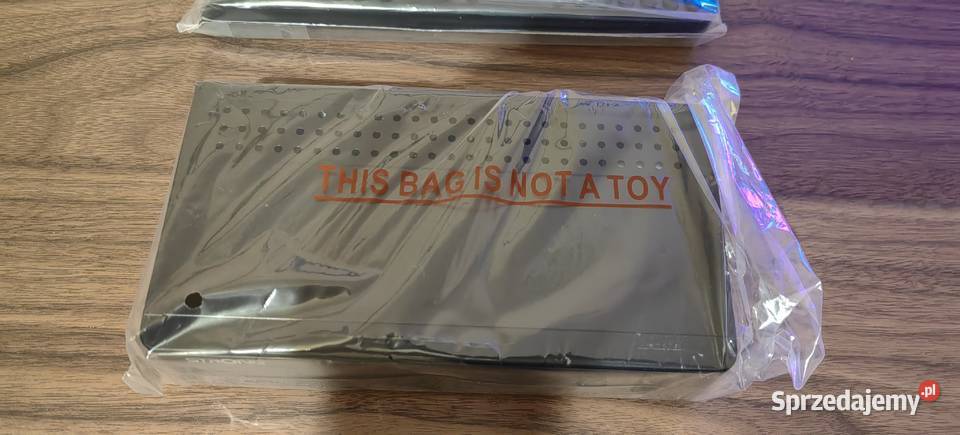 THIS BAG IS NOT A TOY
Sprzedajemy.pl